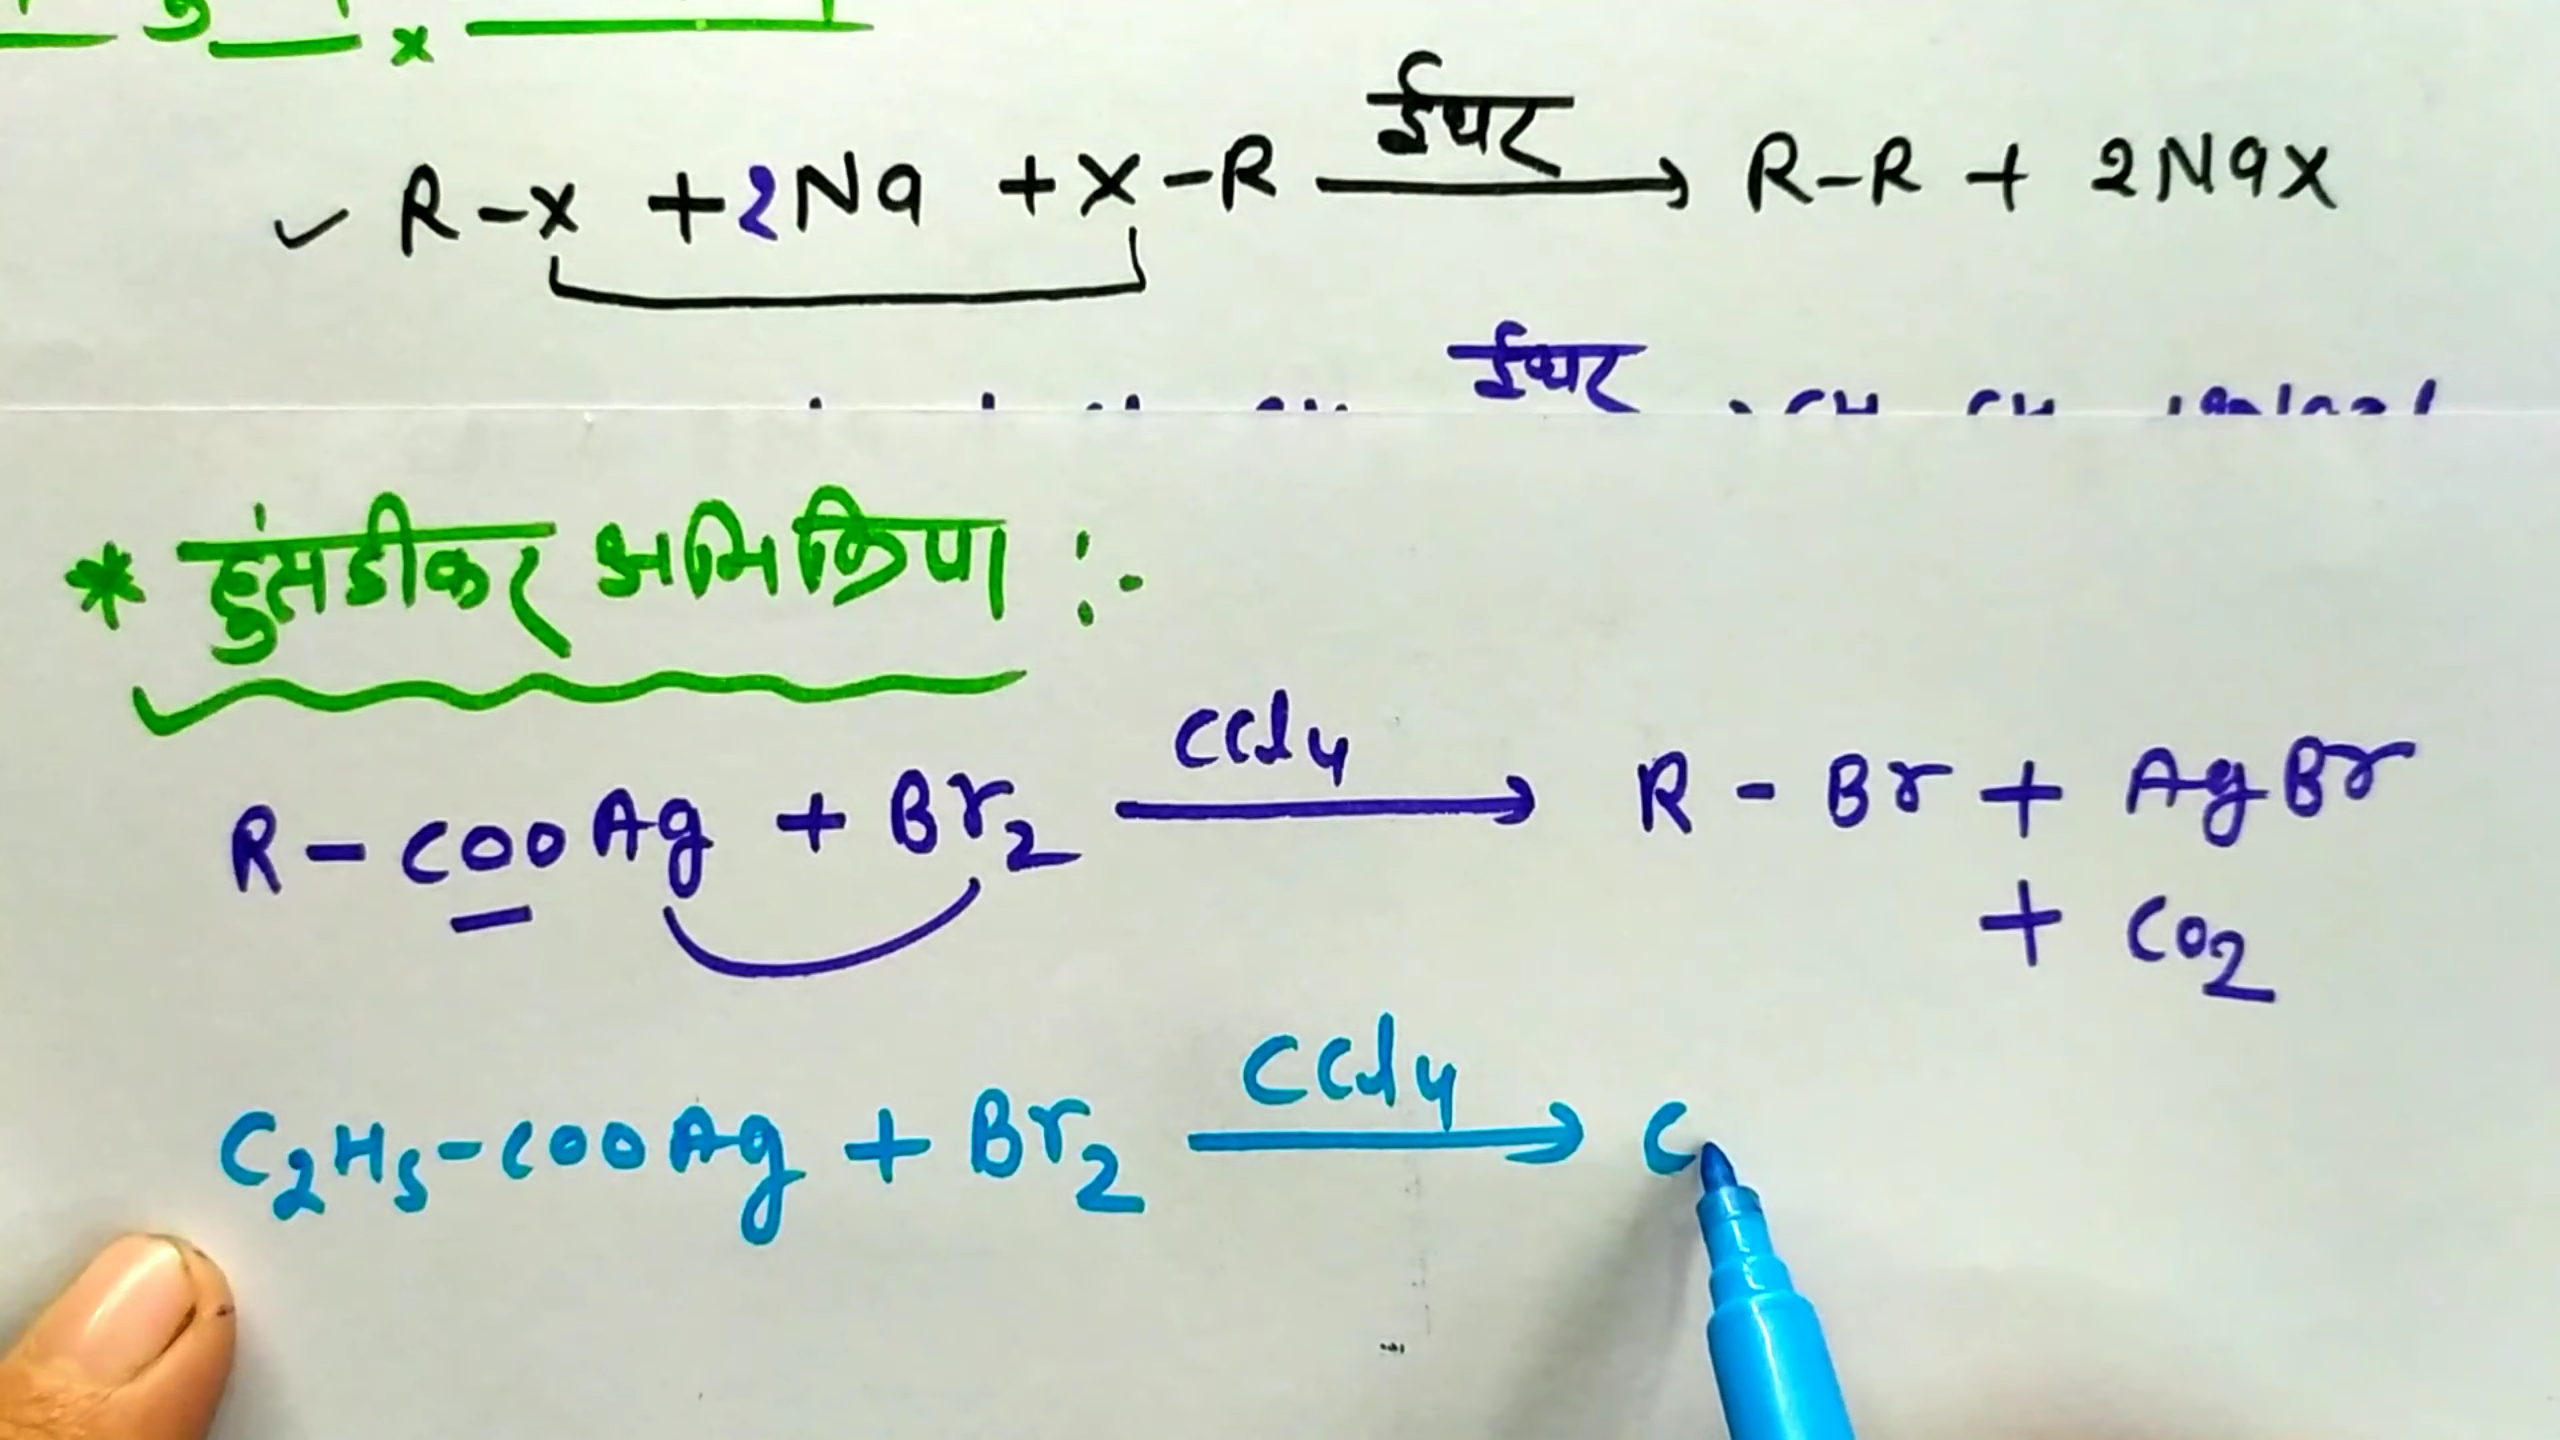 R-x + 2Na + x-R ईथर → R-R + 2NaX
ईथर
* हुंसडीकर अभिक्रिया :-
R - COOAg + Br2 CCl4 → R - Br + AgBr
+ CO2
C2H5-COOAg + Br2 CCl4 → C